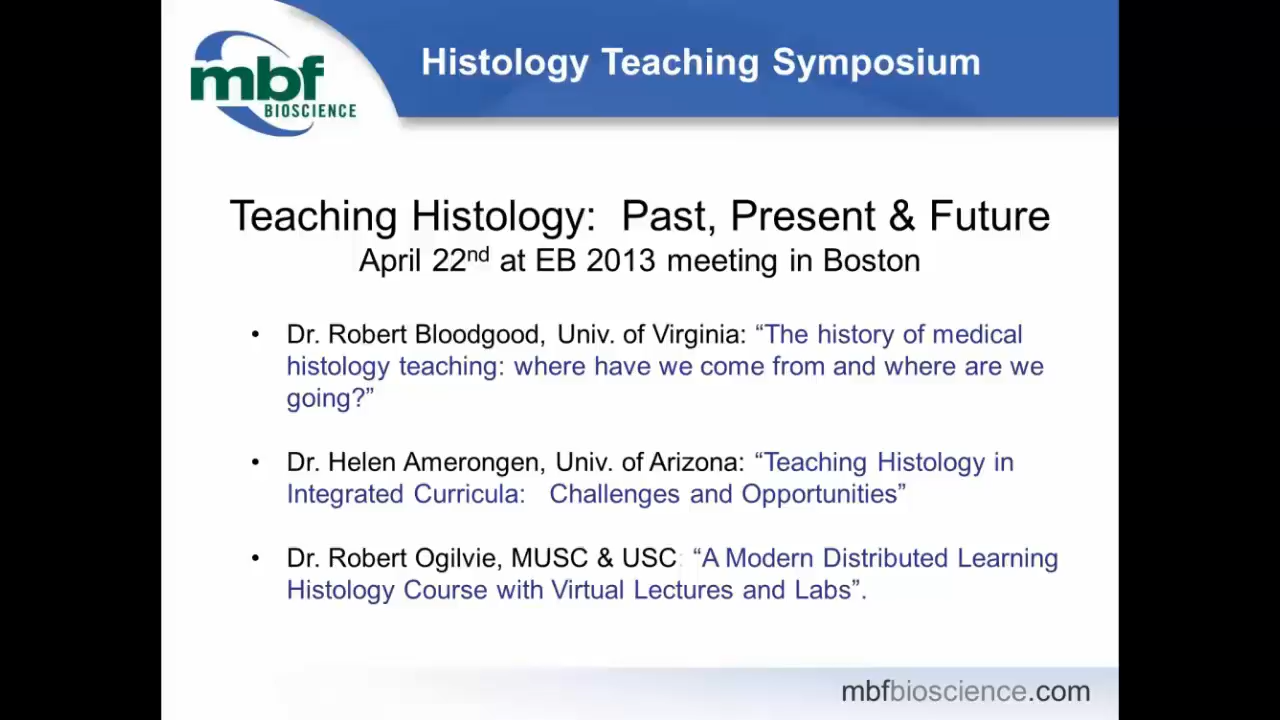 mbf
BIOSCIENCE
Histology Teaching Symposium
Teaching Histology:  Past, Present & Future
April 22nd at EB 2013 meeting in Boston
• Dr. Robert Bloodgood, Univ. of Virginia: “The history of medical
histology teaching: where have we come from and where are we
going?”
• Dr. Helen Amerongen, Univ. of Arizona: “Teaching Histology in
Integrated Curricula:   Challenges and Opportunities”
• Dr. Robert Ogilvie, MUSC & USC: “A Modern Distributed Learning
Histology Course with Virtual Lectures and Labs”.
mbfbioscience.com